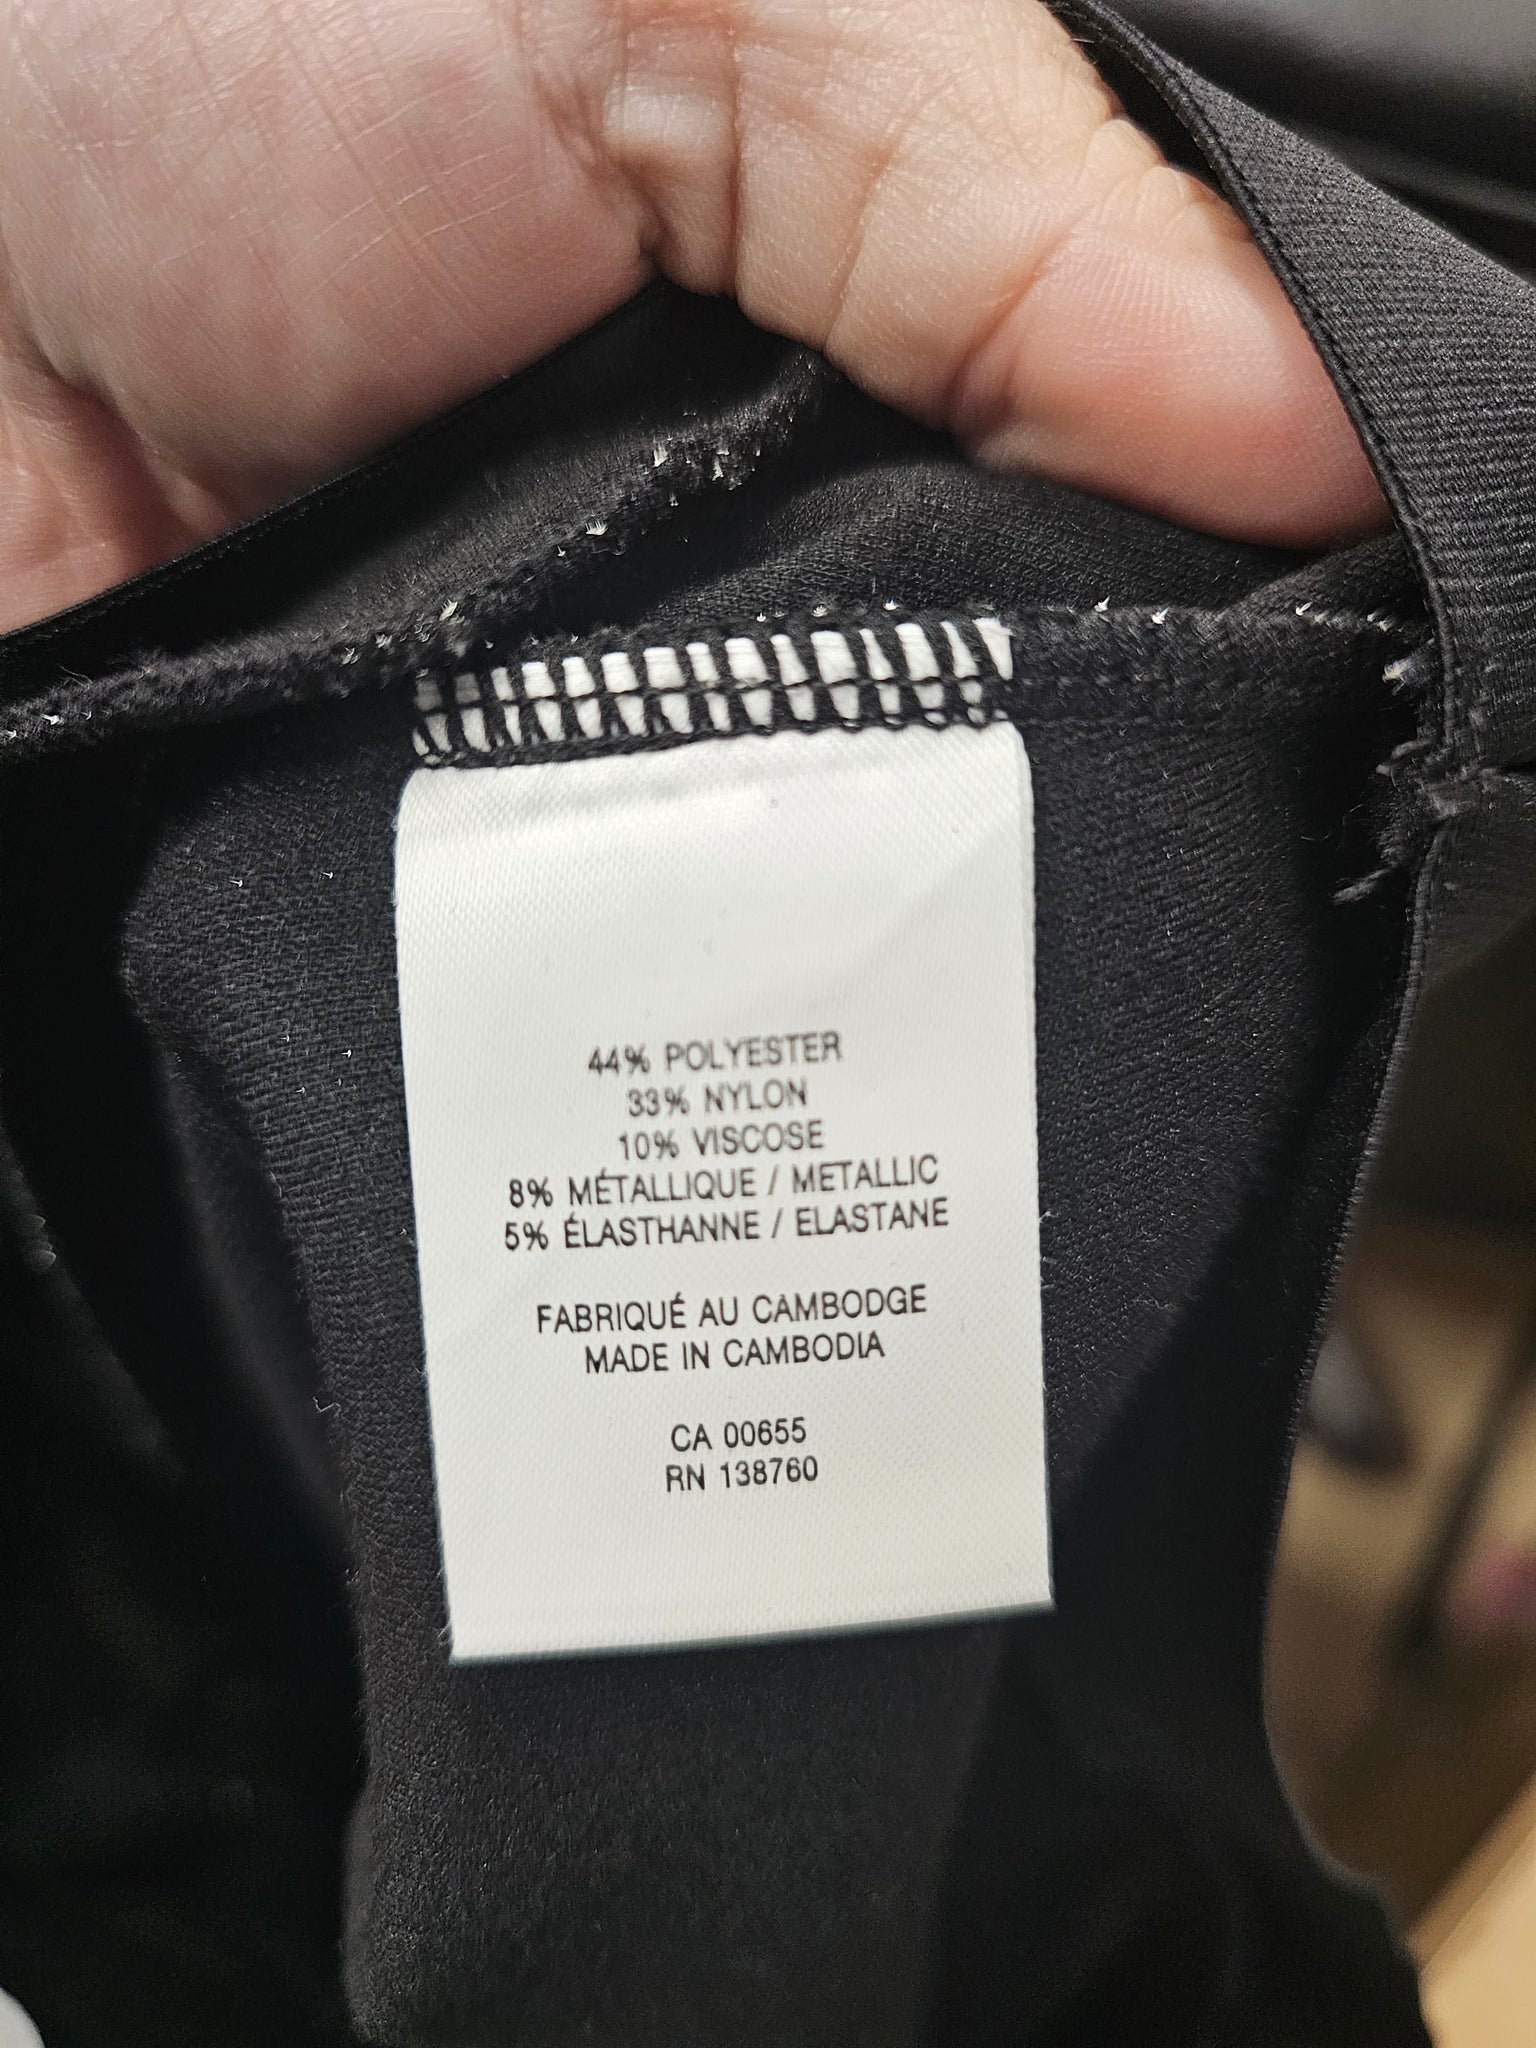 44% POLYESTER
33% NYLON
10% VISCOSE
8% MÉTALLIQUE / METALLIC
5% ÉLASTHANNE / ELASTANE
FABRIQUÉ AU CAMBODGE
MADE IN CAMBODIA
CA 00655
RN 138760